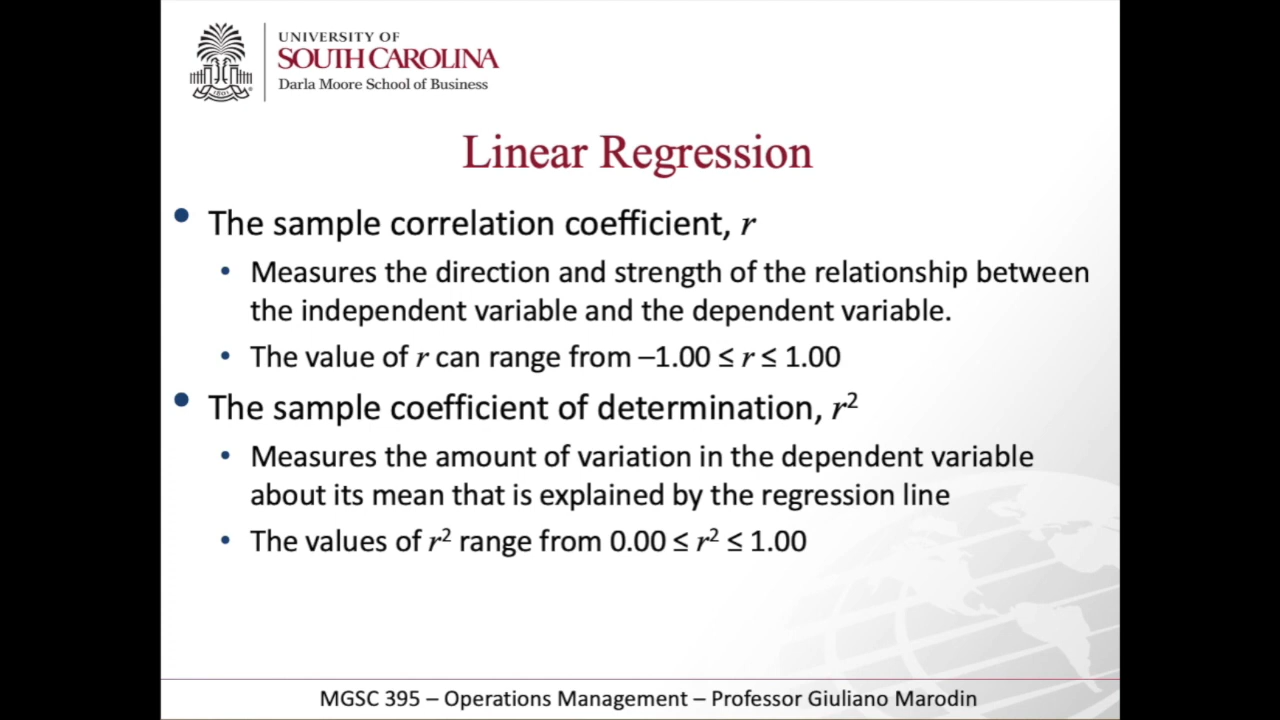 UNIVERSITY OF
SOUTH CAROLINA
Darla Moore School of Business
1801
Linear Regression
• The sample correlation coefficient, r
• Measures the direction and strength of the relationship between
the independent variable and the dependent variable.
• The value of r can range from –1.00 ≤ r ≤ 1.00
• The sample coefficient of determination, r²
• Measures the amount of variation in the dependent variable
about its mean that is explained by the regression line
• The values of r² range from 0.00 ≤ r² ≤ 1.00
MGSC 395 – Operations Management – Professor Giuliano Marodin